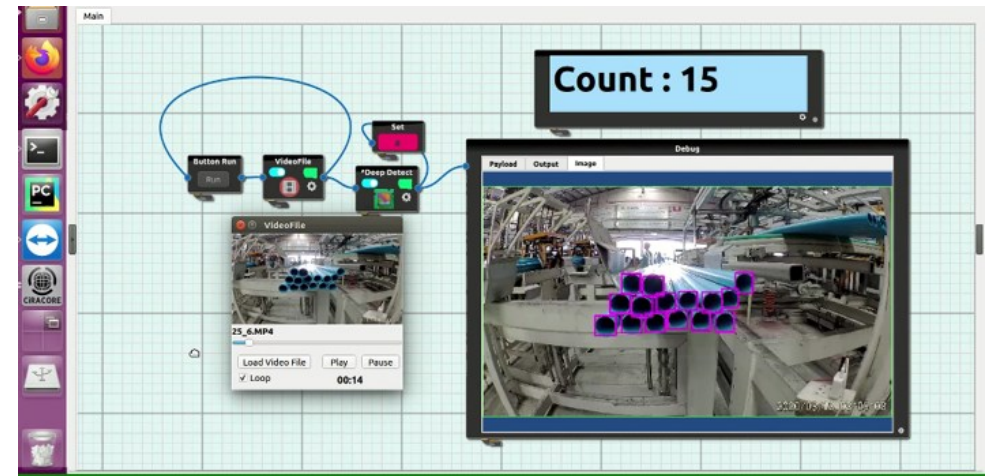 Main
Count : 15
Set
#
Debug
Button Run
VideoFile
*Deep Detect
Run
Payload
Output
Image
PC
CiRACORE
VideoFile
25_6.MP4
Load Video File
Play
Pause
Loop
00:14